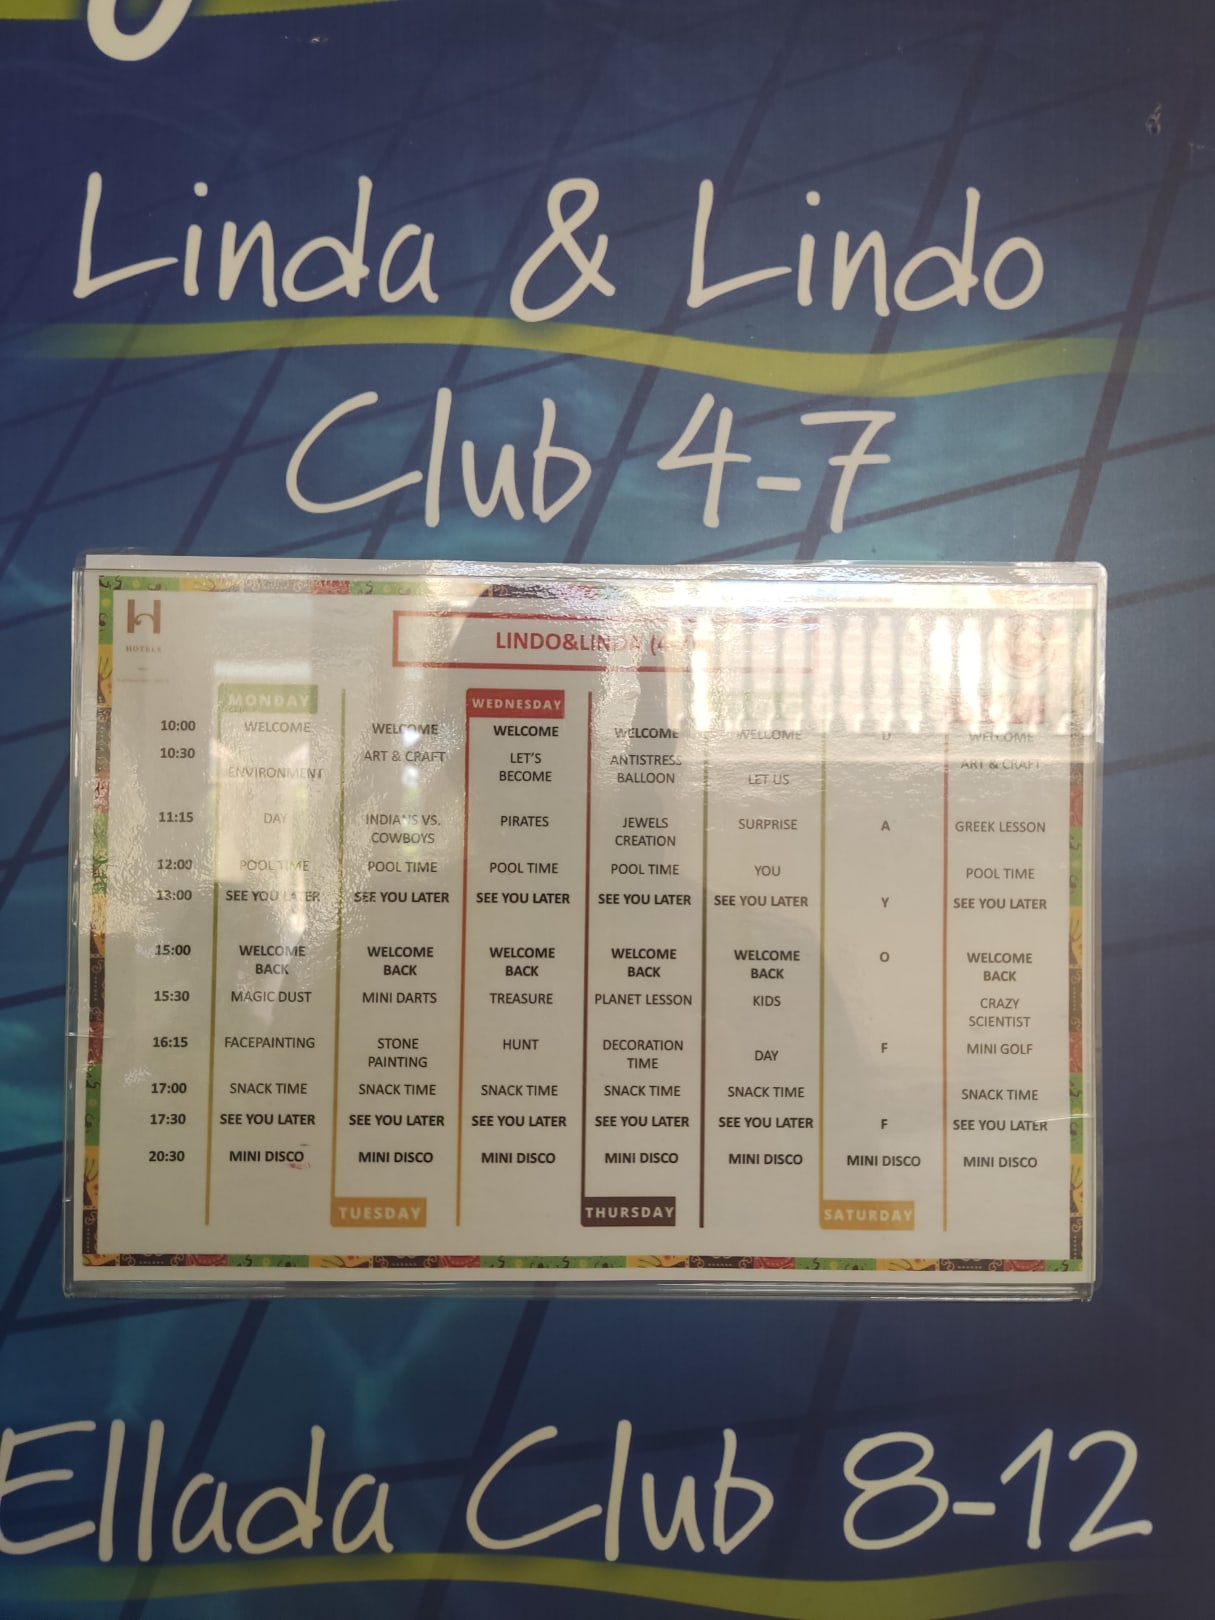 Linda & Lindo
Club 4-7
H
HOTELS
LINDO&LINDA (4-
MONDAY WEDNESDAY
10:00 WELCOME WELCOME WELCOME WELCOME WELCOME D WELCOME
10:30 ENVIRONMENT ART & CRAFT LET'S BECOME ANTISTRESS BALLOON LET US ART & CRAFT
11:15 DAY INDIANS VS. COWBOYS PIRATES JEWELS CREATION SURPRISE A GREEK LESSON
12:00 POOL TIME POOL TIME POOL TIME POOL TIME YOU POOL TIME
13:00 SEE YOU LATER SEE YOU LATER SEE YOU LATER SEE YOU LATER SEE YOU LATER Y SEE YOU LATER
15:00 WELCOME BACK WELCOME BACK WELCOME BACK WELCOME BACK WELCOME BACK O WELCOME BACK
15:30 MAGIC DUST MINI DARTS TREASURE PLANET LESSON KIDS CRAZY SCIENTIST
16:15 FACEPAINTING STONE PAINTING HUNT DECORATION TIME DAY F MINI GOLF
17:00 SNACK TIME SNACK TIME SNACK TIME SNACK TIME SNACK TIME SNACK TIME
17:30 SEE YOU LATER SEE YOU LATER SEE YOU LATER SEE YOU LATER SEE YOU LATER F SEE YOU LATER
20:30 MINI DISCO MINI DISCO MINI DISCO MINI DISCO MINI DISCO MINI DISCO MINI DISCO
TUESDAY THURSDAY SATURDAY
Ellada Club 8-12